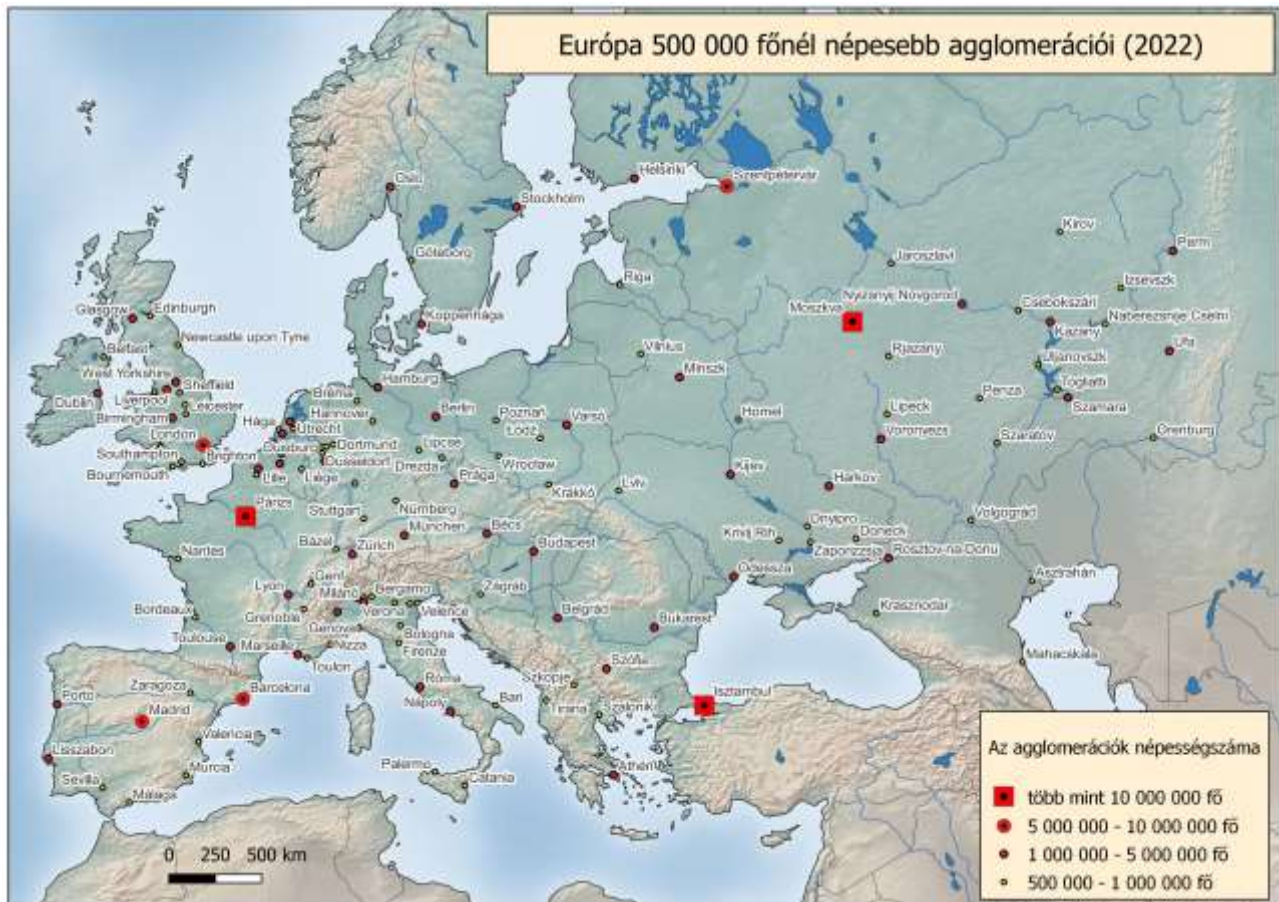 Európa 500 000 főnél népesebb agglomerációi (2022)
Helsinki
Szentpétervár
Oslo
Stockholm
Kirov
Perm
Göteborg
Jaroszlavl
Riga
Izsevszk
Moszkva
Nyizsnyij Novgorod
Csebokszári
Naberezsnije Cselni
Kazany
Glasgow
Edinburgh
Koppenhága
Newcastle upon Tyne
Belfast
Vilnius
Rjazany
Uljanovszk
Ufa
West Yorkshire
Sheffield
Minszk
Togliatti
Dublin
Liverpool
Leicester
Bréma
Hamburg
Penza
Szamara
Birmingham
Hannover
Berlin
Poznań
Varsó
Homel
Lipeck
London
Hága
Utrecht
Łódź
Voronyezs
Szaratov
Orenburg
Southampton
Brighton
Duisburg
Dortmund
Lipcse
Bournemouth
Düsseldorf
Drezda
Wrocław
Lille
Liège
Prága
Kijev
Harkov
Krakkó
Lviv
Párizs
Nürnberg
Stuttgart
Volgográd
München
Bécs
Krivij Rih
Dnyipro
Doneck
Nantes
Bázel
Zürich
Budapest
Zaporizzsja
Rosztov-na-Donu
Odessza
Asztrahán
Lyon
Genf
Milánó
Bergamo
Zágráb
Bordeaux
Grenoble
Verona
Velence
Belgrád
Bukarest
Krasznodar
Toulouse
Genova
Bologna
Marseille
Nizza
Firenze
Toulon
Szófia
Mahacskala
Zaragoza
Barcelona
Róma
Szkopje
Isztambul
Porto
Madrid
Nápoly
Bari
Tirana
Szaloniki
Valencia
Lisszabon
Murcia
Palermo
Athén
Sevilla
Catania
Málaga
0 250 500 km
Az agglomerációk népességszáma
több mint 10 000 000 fő
5 000 000 - 10 000 000 fő
1 000 000 - 5 000 000 fő
500 000 - 1 000 000 fő